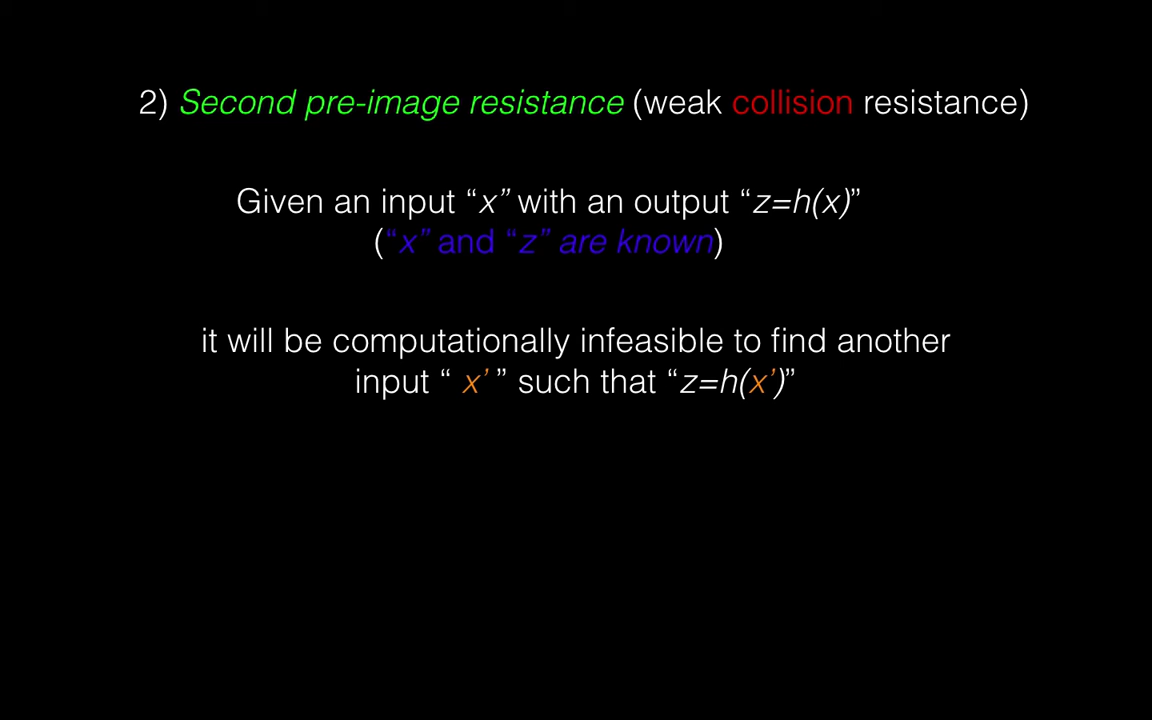 2) Second pre-image resistance (weak collision resistance)
Given an input “x” with an output “z=h(x)”
(“x” and “z” are known)
it will be computationally infeasible to find another
input “ x’ ” such that “z=h(x’)”